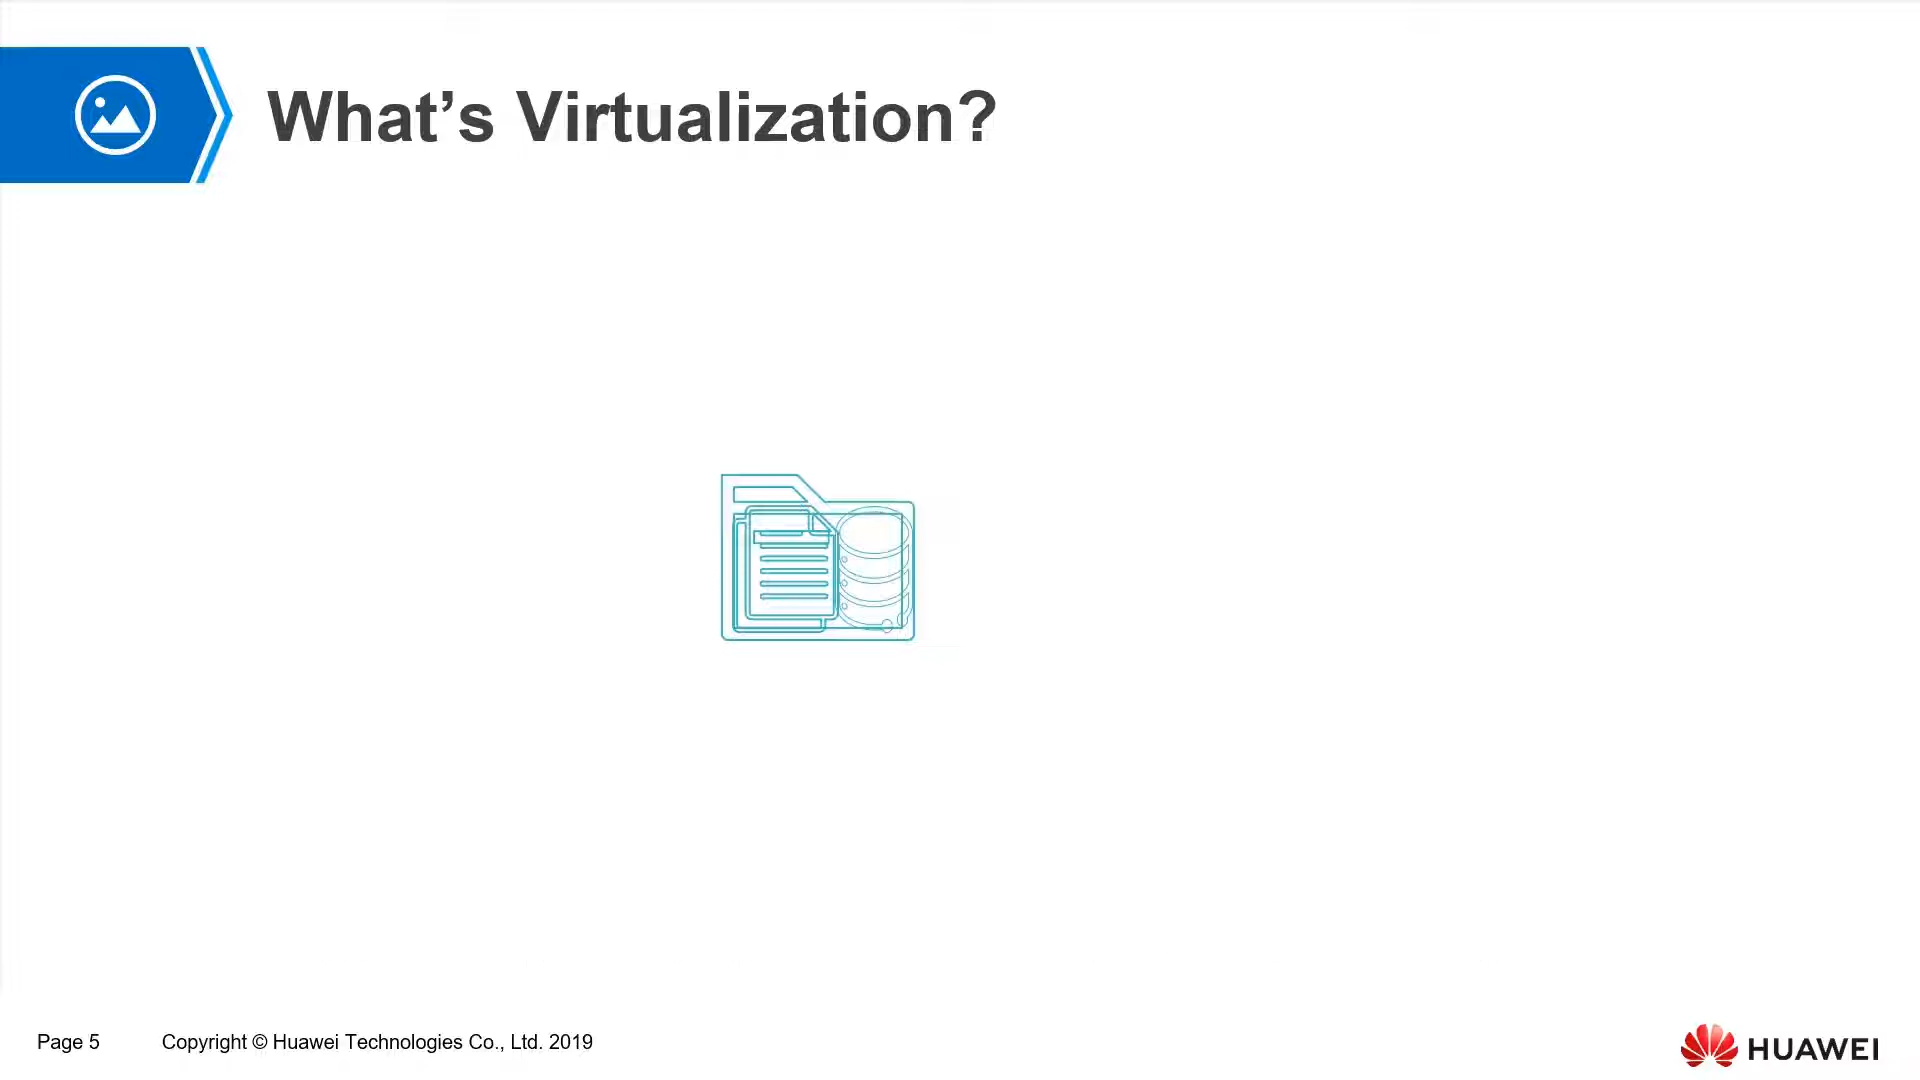 What’s Virtualization?
Page 5
Copyright © Huawei Technologies Co., Ltd. 2019
HUAWEI